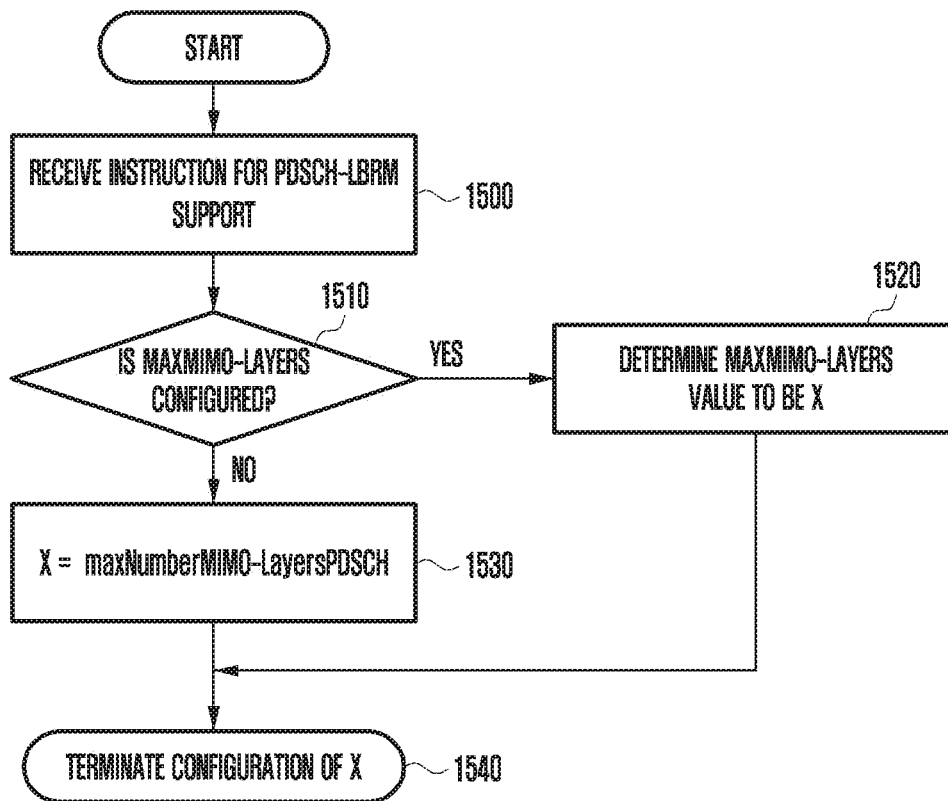 START
RECEIVE INSTRUCTION FOR PDSCH-LBRM
SUPPORT
1500
1510
IS MAXMIMO-LAYERS
CONFIGURED?
YES
1520
DETERMINE MAXMIMO-LAYERS
VALUE TO BE X
NO
X = maxNumberMIMO-LayersPDSCH
1530
TERMINATE CONFIGURATION OF X
1540